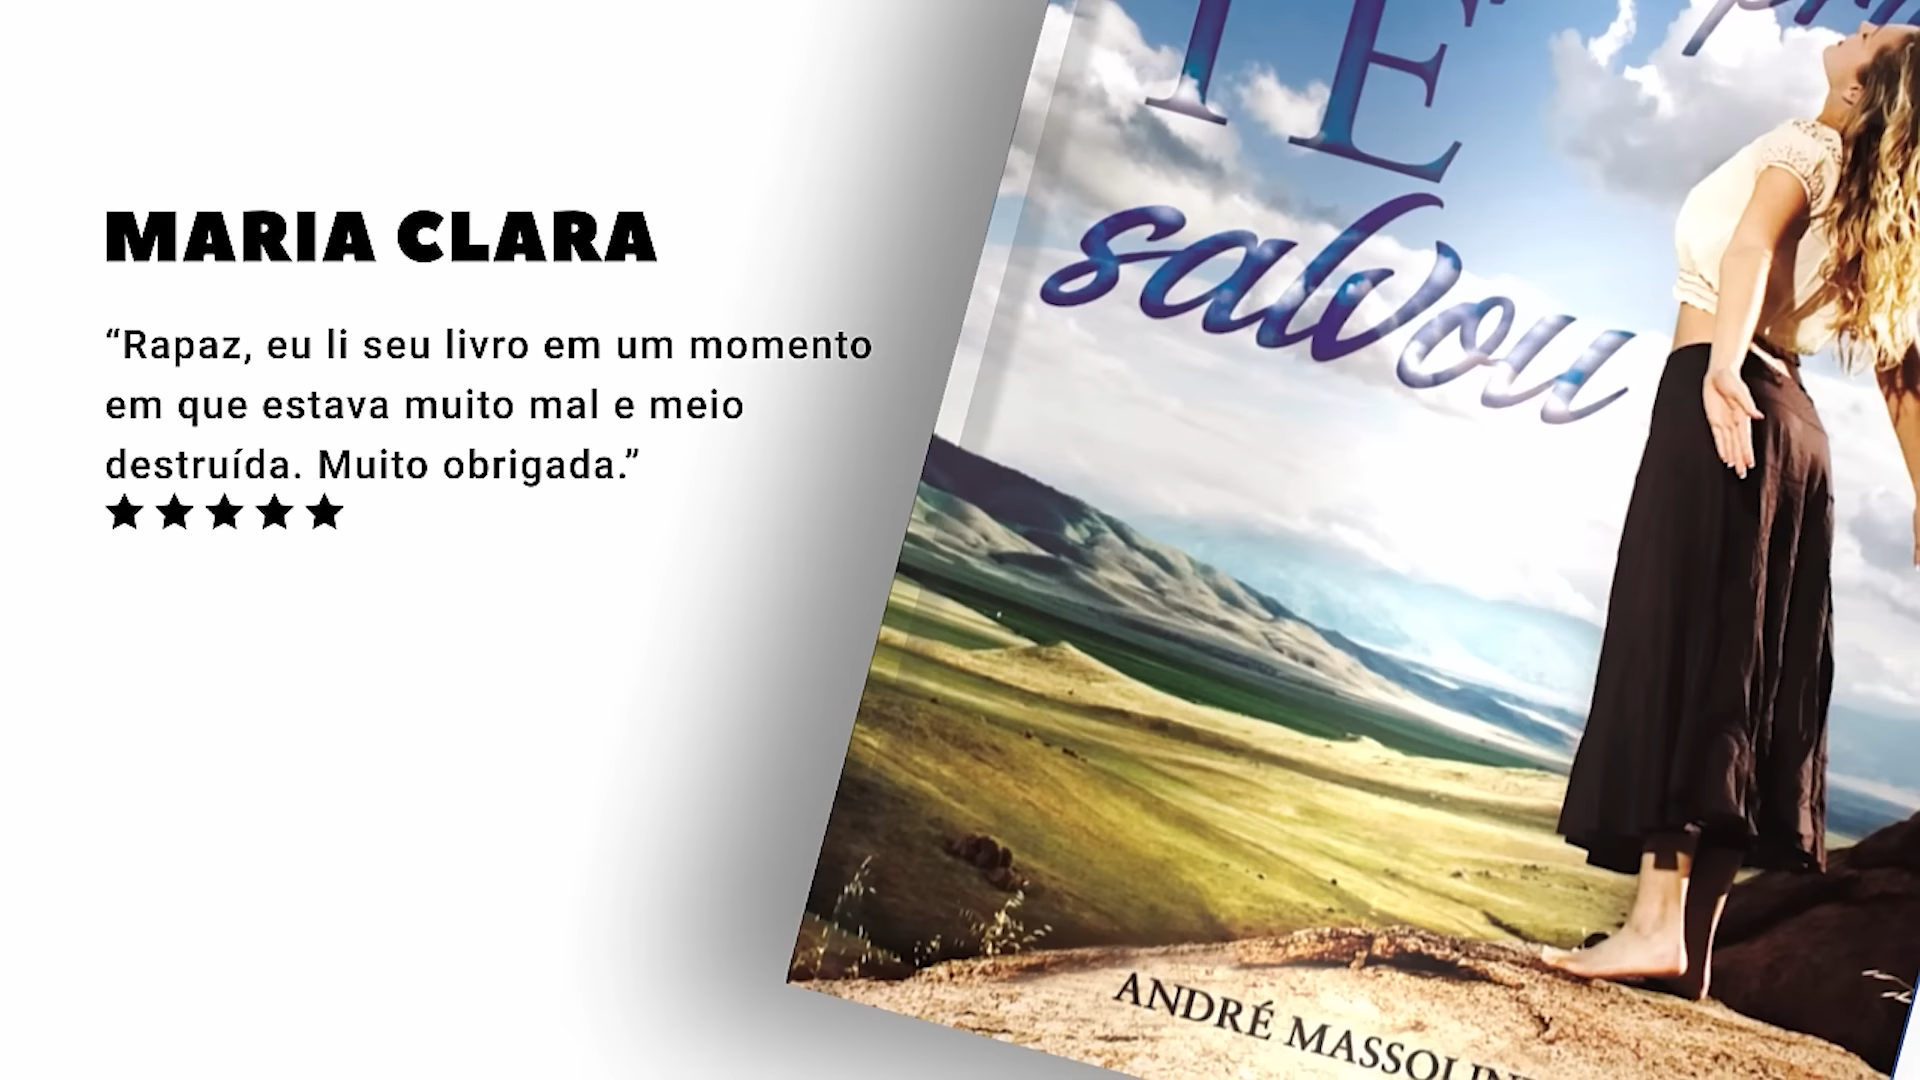 MARIA CLARA
“Rapaz, eu li seu livro em um momento
em que estava muito mal e meio
destruída. Muito obrigada.”
TE
salvou
ANDRÉ